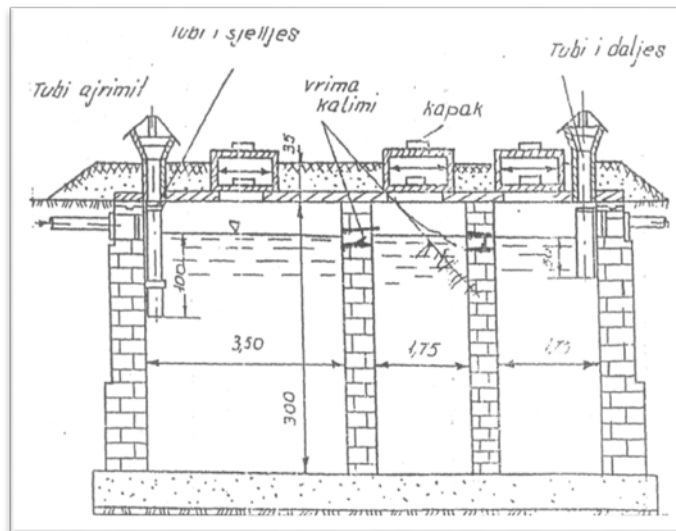 Tubi i sjelljes
Tubi i daljes
Tubi ajrimit
vrima
kalimi
kapak
35
100
3,50
1,75
300